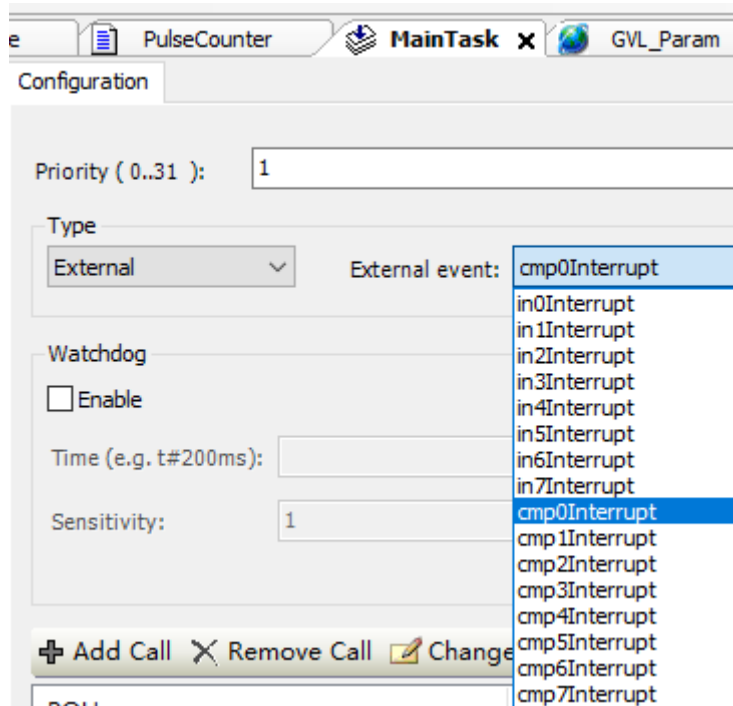 e PulseCounter MainTask GVL_Param
Configuration
Priority ( 0..31 ): 1
Type
External External event: cmp0Interrupt
in0Interrupt
in1Interrupt
in2Interrupt
in3Interrupt
in4Interrupt
in5Interrupt
in6Interrupt
in7Interrupt
cmp0Interrupt
cmp1Interrupt
cmp2Interrupt
cmp3Interrupt
cmp4Interrupt
cmp5Interrupt
cmp6Interrupt
cmp7Interrupt
Watchdog
Enable
Time (e.g. t#200ms):
Sensitivity: 1
Add Call Remove Call Change